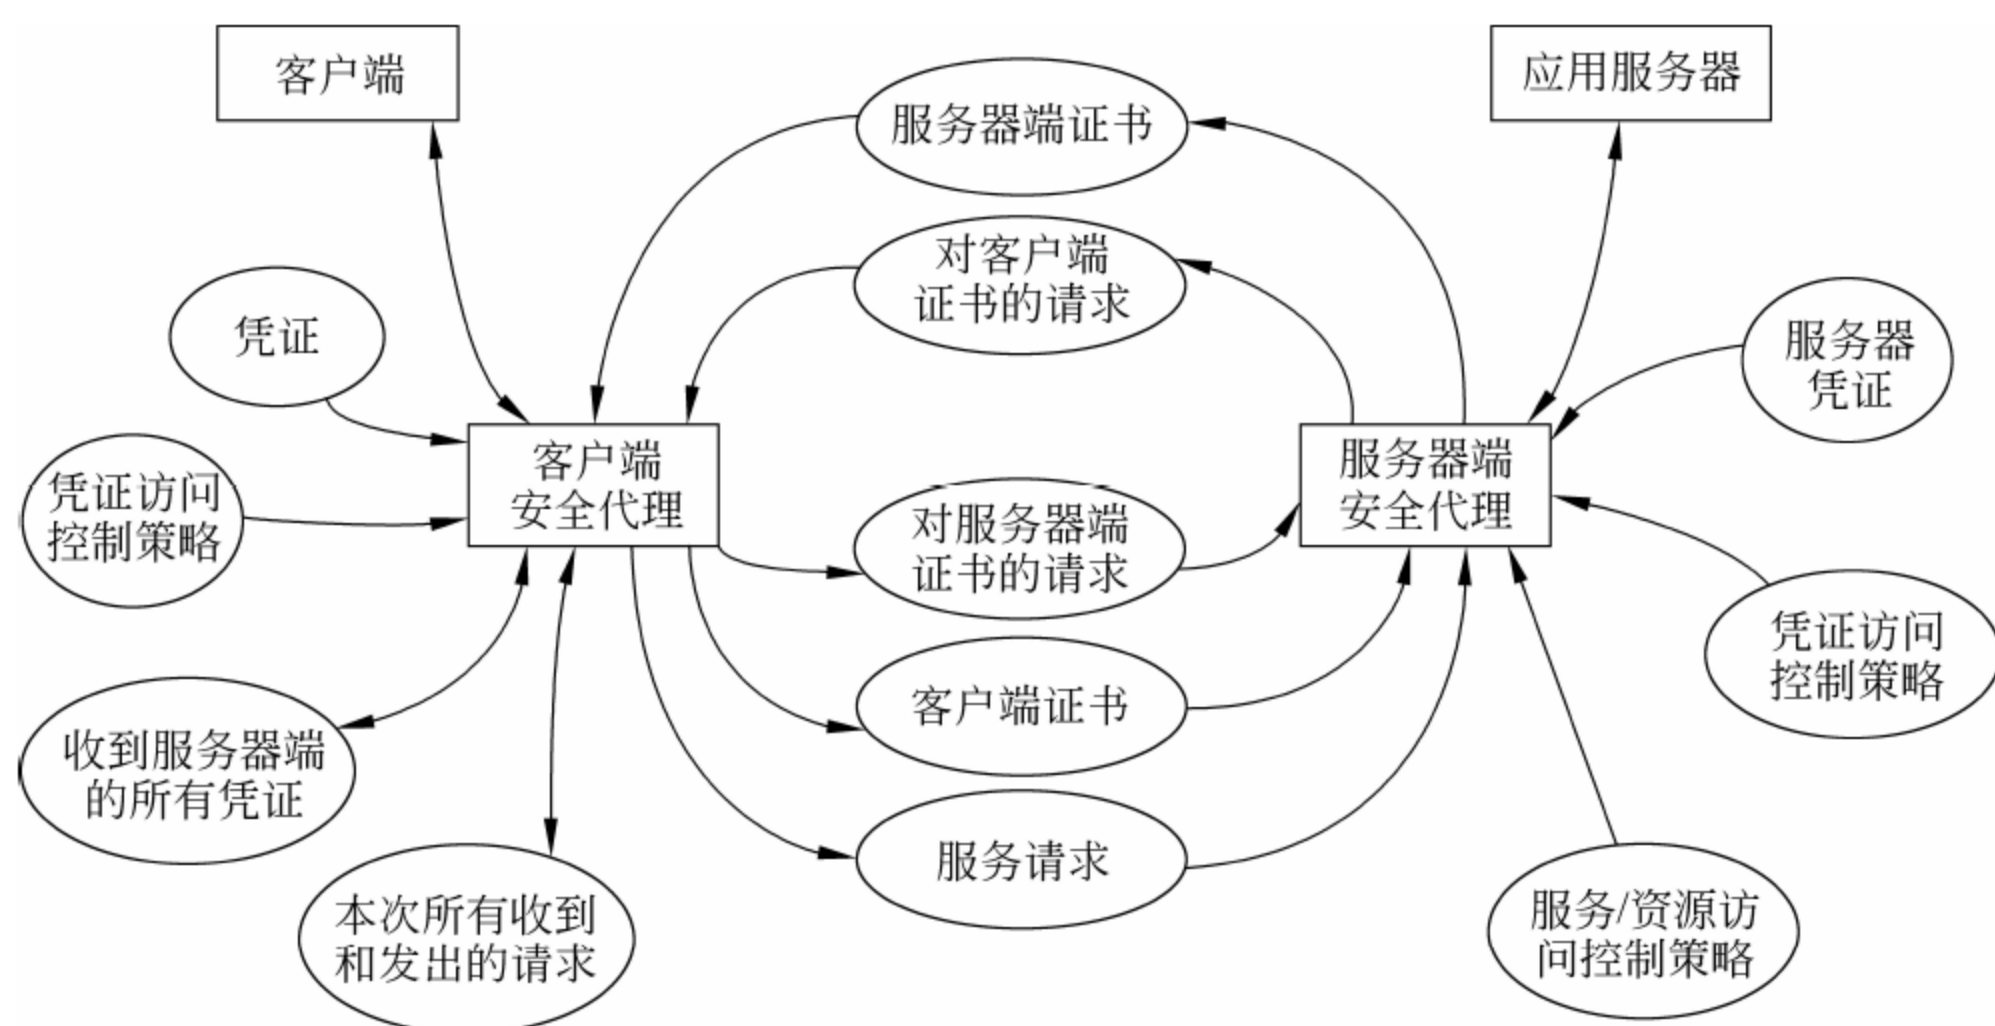 客户端
应用服务器
服务器端证书
对客户端
证书的请求
凭证
服务器
凭证
客户端
安全代理
服务器端
安全代理
凭证访问
控制策略
对服务器端
证书的请求
凭证访问
控制策略
客户端证书
收到服务器端
的所有凭证
服务请求
本次所有收到
和发出的请求
服务/资源访
问控制策略